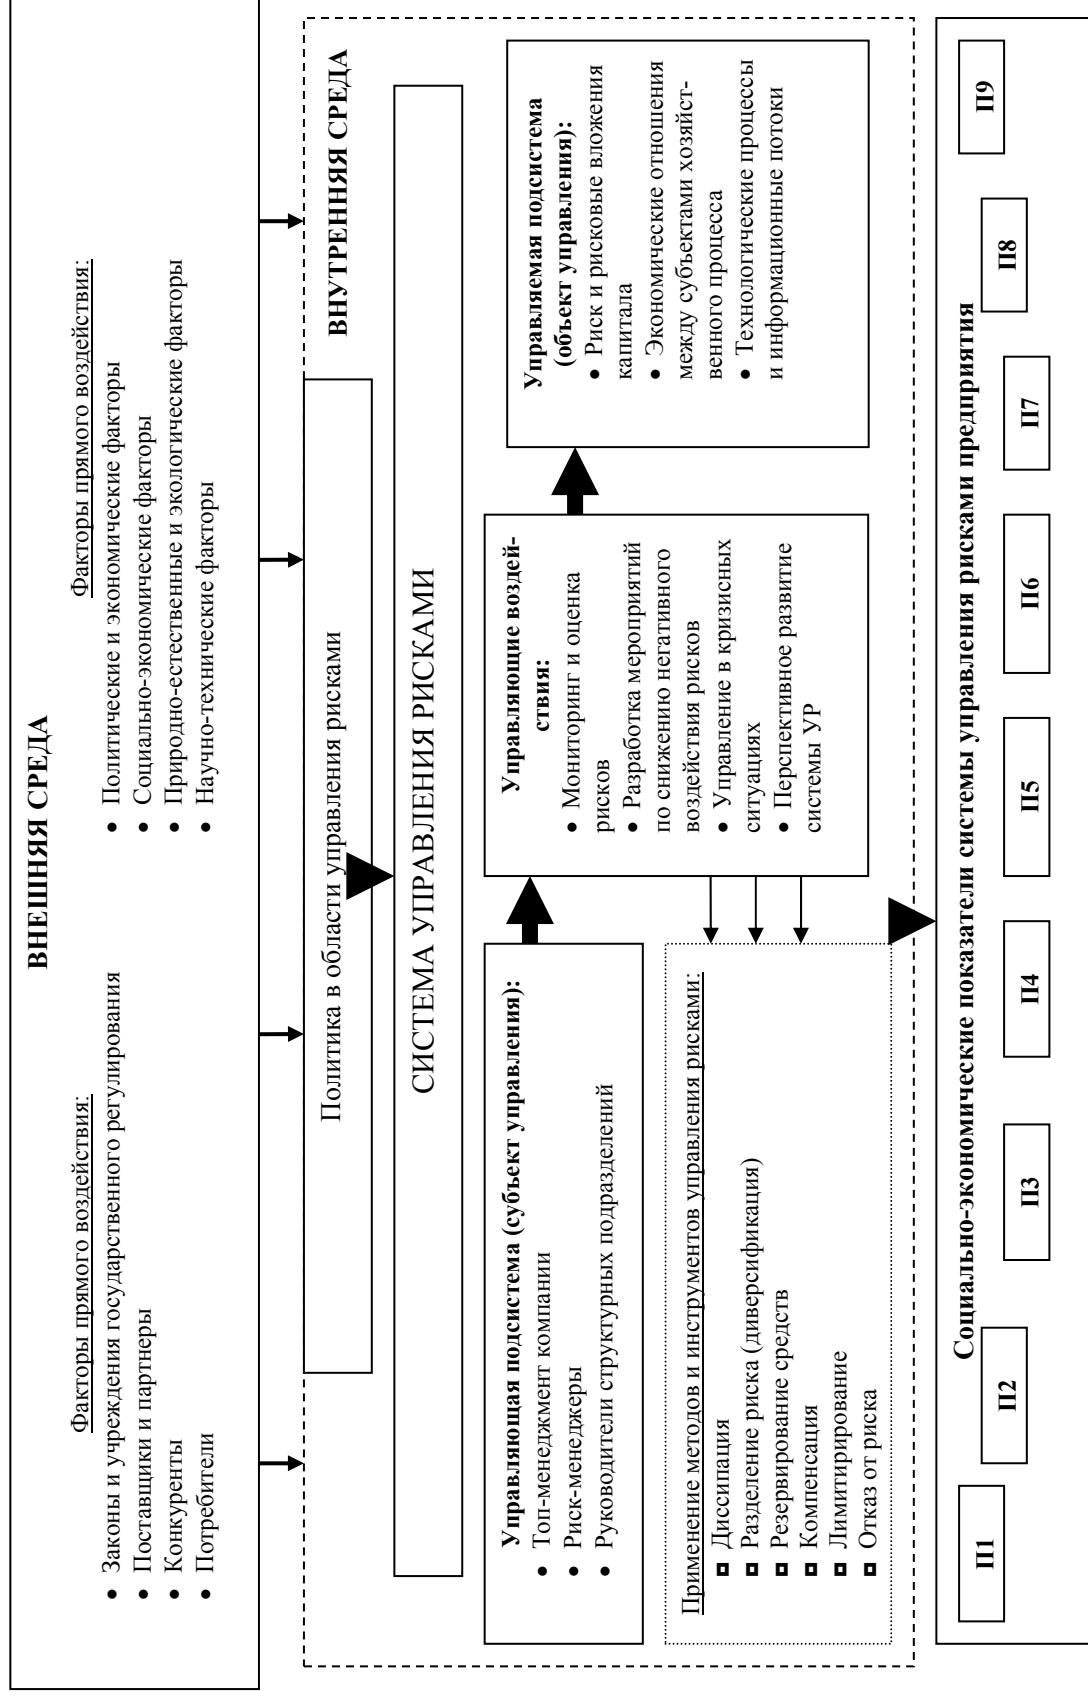 ВНЕШНЯЯ СРЕДА
Факторы прямого воздействия:
● Законы и учреждения государственного регулирования
● Поставщики и партнеры
● Конкуренты
● Потребители
Факторы прямого воздействия:
● Политические и экономические факторы
● Социально-экономические факторы
● Природно-естественные и экологические факторы
● Научно-технические факторы
ВНУТРЕННЯЯ СРЕДА
Политика в области управления рисками
СИСТЕМА УПРАВЛЕНИЯ РИСКАМИ
Управляющая подсистема (субъект управления):
● Топ-менеджмент компании
● Риск-менеджеры
● Руководители структурных подразделений
Управляющие воздей-
ствия:
● Мониторинг и оценка
рисков
● Разработка мероприятий
по снижению негативного
воздействия рисков
● Управление в кризисных
ситуациях
● Перспективное развитие
системы УР
Управляемая подсистема
(объект управления):
● Риск и рисковые вложения
капитала
● Экономические отношения
между субъектами хозяйст-
венного процесса
● Технологические процессы
и информационные потоки
Применение методов и инструментов управления рисками:
Диссипация
Разделение риска (диверсификация)
Резервирование средств
Компенсация
Лимитирование
Отказ от риска
Социально-экономические показатели системы управления рисками предприятия
П1
П2
П3
П4
П5
П6
П7
П8
П9